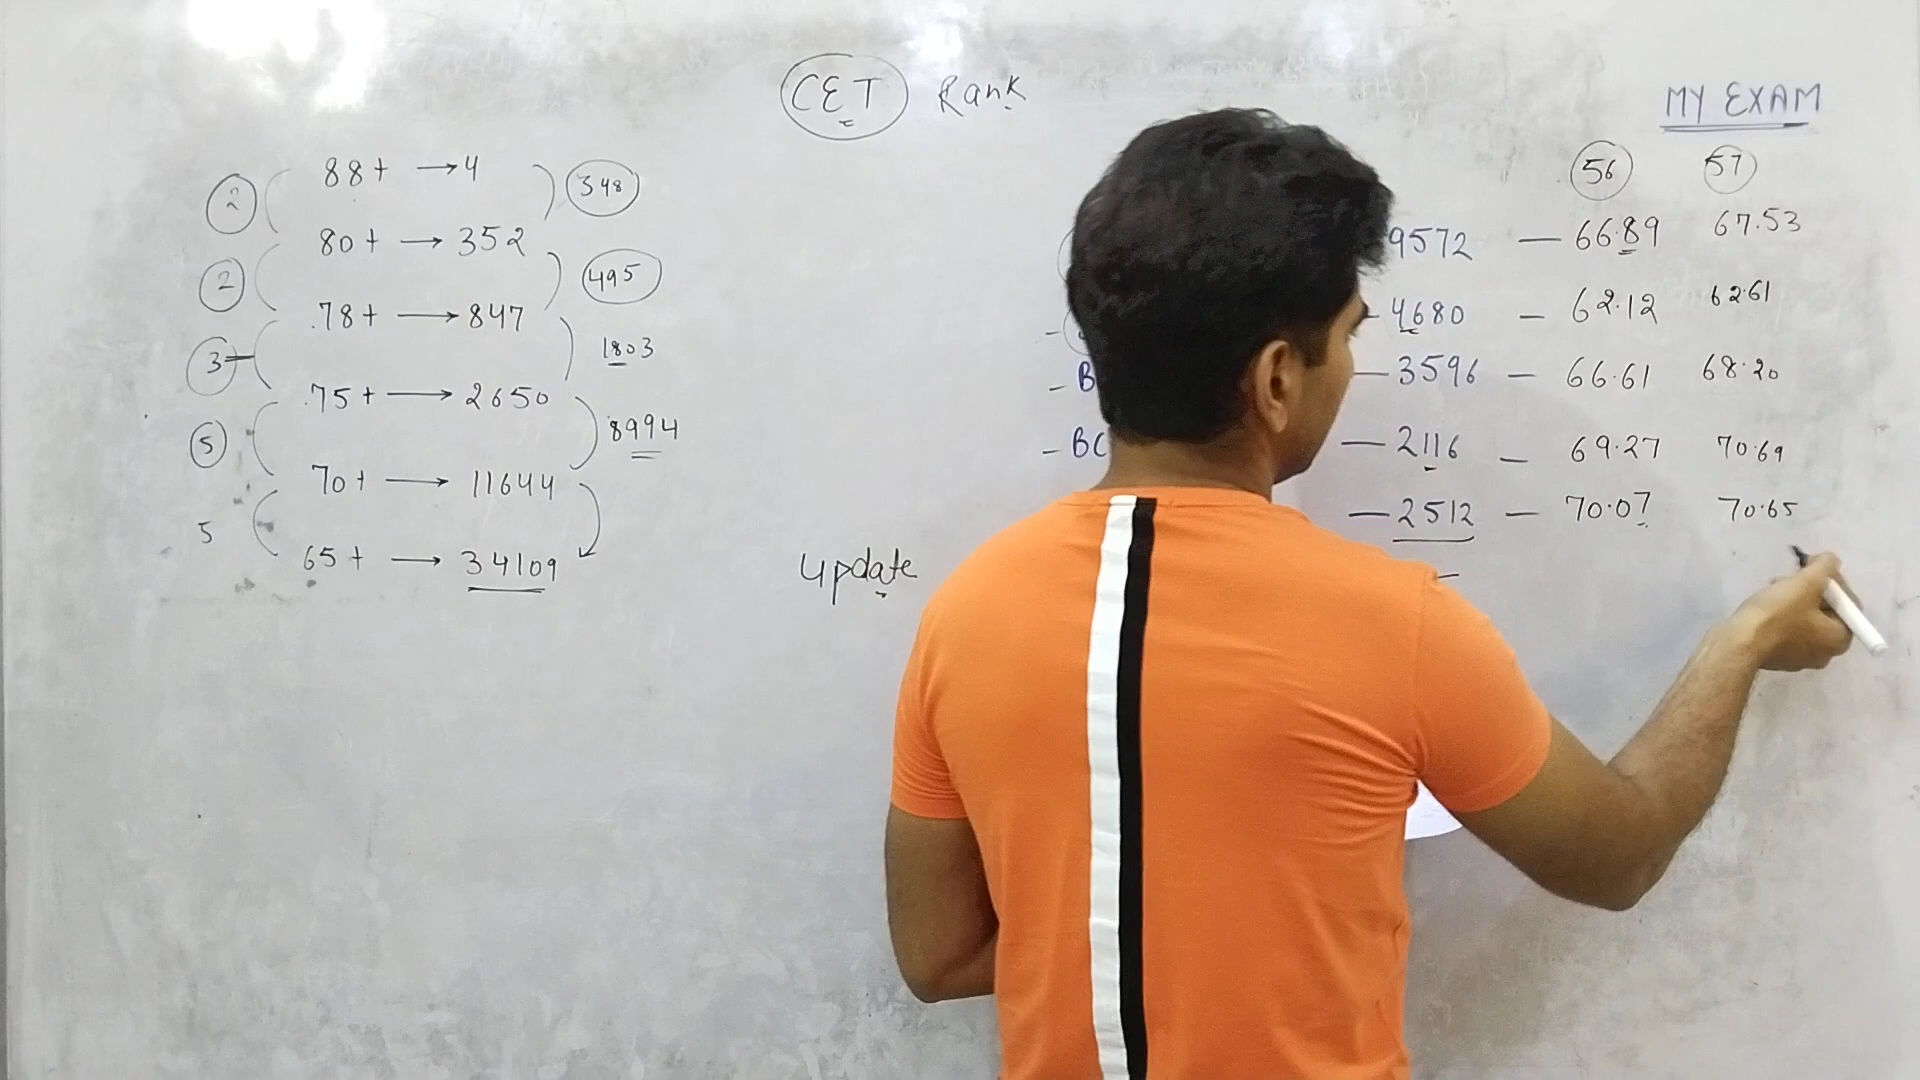 CET Rank
MY EXAM
88+ → 4
2
348
80+ → 352
2
495
.78+ → 847
3
1803
.75+ → 2650
5
8994
70+ → 11644
5
65+ → 34109
Update
56 57
9572 — 66.89 67.53
- 4680 — 62.12 62.61
- B — 3596 — 66.61 68.20
- BC — 2116 — 69.27 70.69
— 2512 — 70.07 70.65